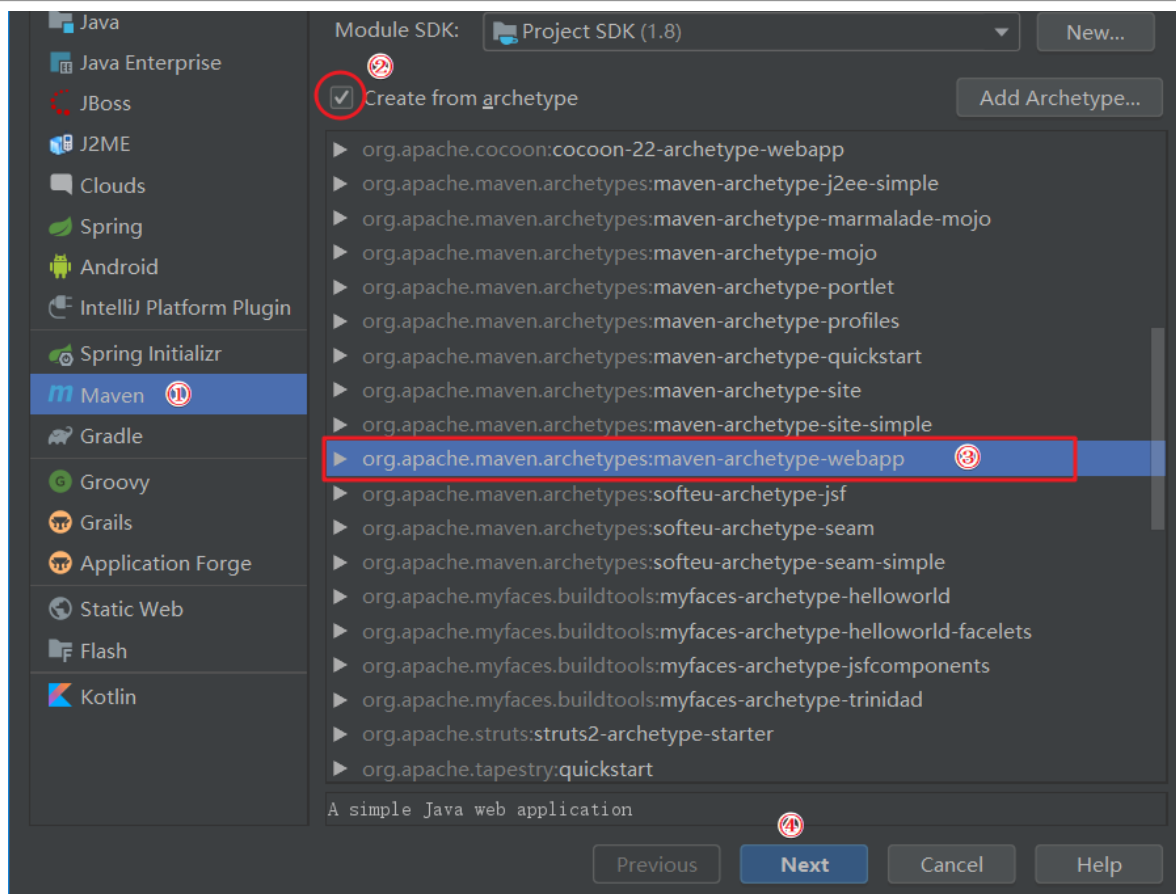 Java
Java Enterprise
JBoss
J2ME
Clouds
Spring
Android
IntelliJ Platform Plugin
Spring Initializr
Maven ①
Gradle
Groovy
Grails
Application Forge
Static Web
Flash
Kotlin
Module SDK: Project SDK (1.8) New...
②
Create from archetype Add Archetype...
org.apache.cocoon:cocoon-22-archetype-webapp
org.apache.maven.archetypes:maven-archetype-j2ee-simple
org.apache.maven.archetypes:maven-archetype-marmalade-mojo
org.apache.maven.archetypes:maven-archetype-mojo
org.apache.maven.archetypes:maven-archetype-portlet
org.apache.maven.archetypes:maven-archetype-profiles
org.apache.maven.archetypes:maven-archetype-quickstart
org.apache.maven.archetypes:maven-archetype-site
org.apache.maven.archetypes:maven-archetype-site-simple
org.apache.maven.archetypes:maven-archetype-webapp ③
org.apache.maven.archetypes:softeu-archetype-jsf
org.apache.maven.archetypes:softeu-archetype-seam
org.apache.maven.archetypes:softeu-archetype-seam-simple
org.apache.myfaces.buildtools:myfaces-archetype-helloworld
org.apache.myfaces.buildtools:myfaces-archetype-helloworld-facelets
org.apache.myfaces.buildtools:myfaces-archetype-jsfcomponents
org.apache.myfaces.buildtools:myfaces-archetype-trinidad
org.apache.struts:struts2-archetype-starter
org.apache.tapestry:quickstart
A simple Java web application
④
Previous Next Cancel Help